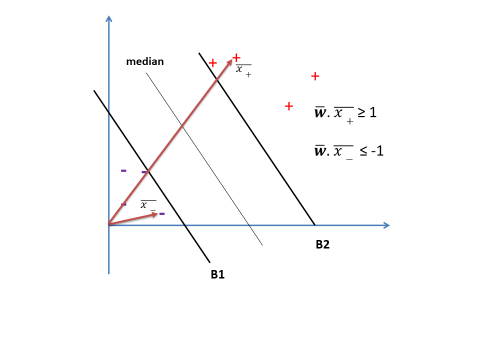 median
+ +
x̅₊
+
+
w̅. x̅₊ ≥ 1
- -
w̅. x̅₋ ≤ -1
- x̅₋ -
B2
B1